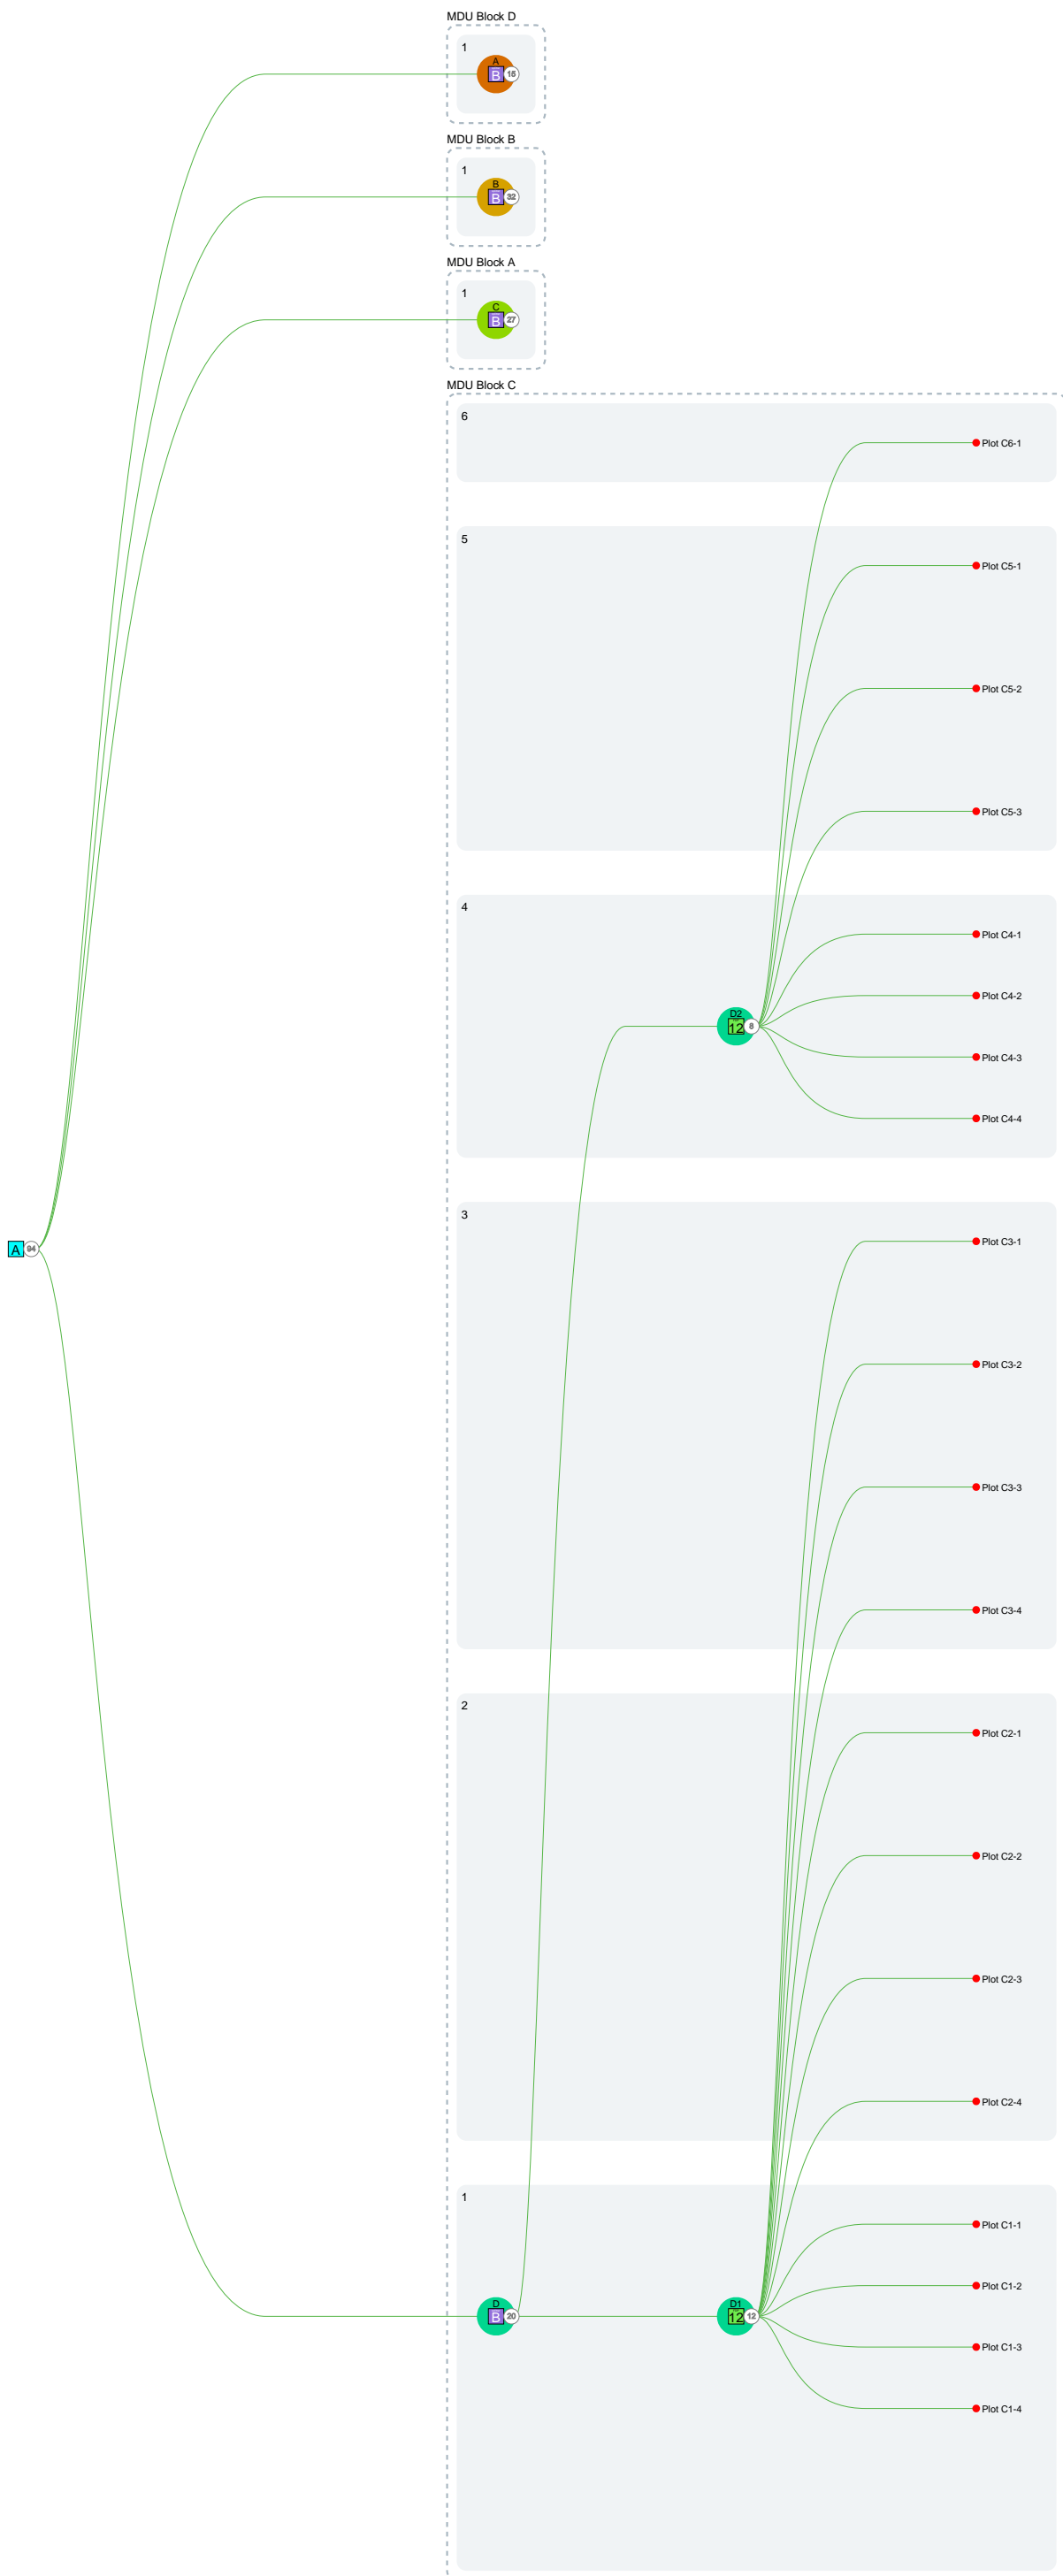 MDU Block D
1
A
B 15
MDU Block B
1
B
B 32
MDU Block A
1
C
B 27
MDU Block C
6
Plot C6-1
5
Plot C5-1
Plot C5-2
Plot C5-3
4
Plot C4-1
Plot C4-2
D2
12 8
Plot C4-3
Plot C4-4
3
Plot C3-1
A 94
Plot C3-2
Plot C3-3
Plot C3-4
2
Plot C2-1
Plot C2-2
Plot C2-3
Plot C2-4
1
Plot C1-1
Plot C1-2
D
B 20
D1
12 12
Plot C1-3
Plot C1-4